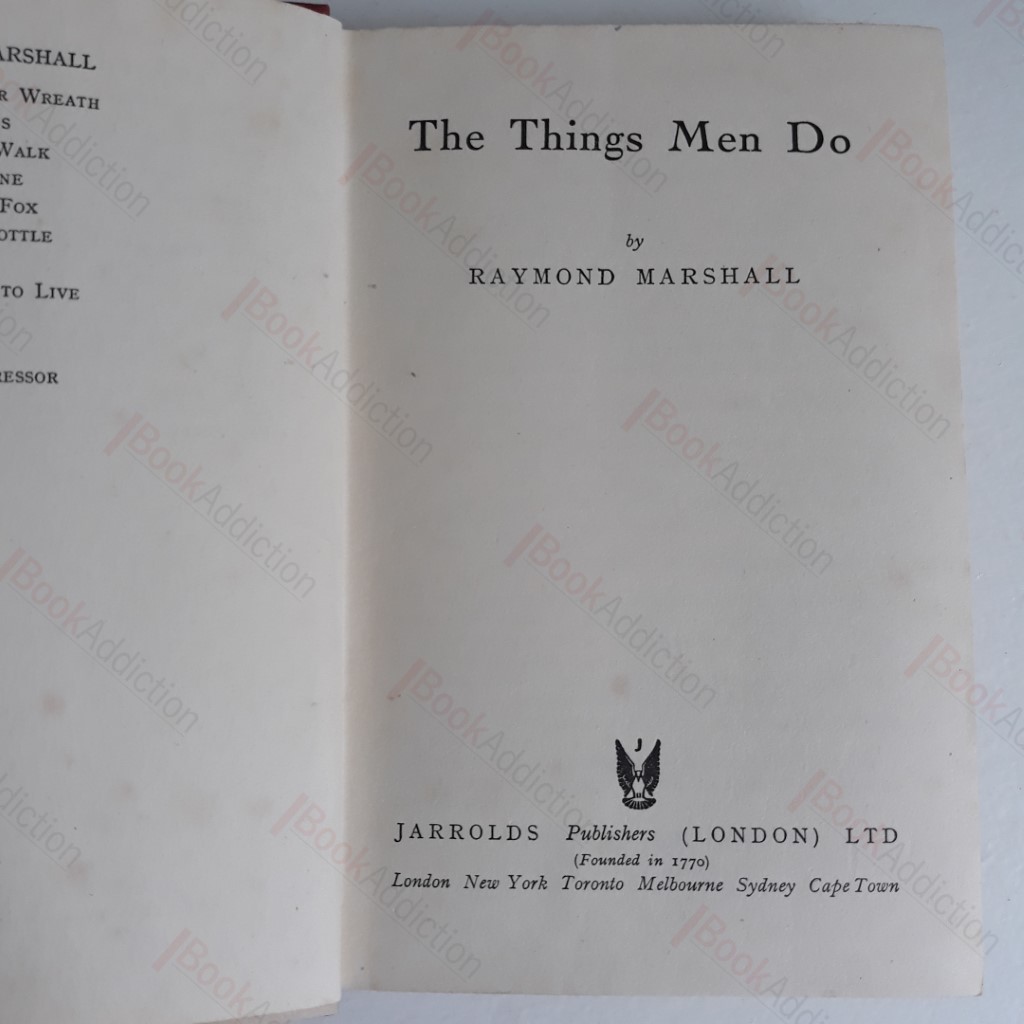 ARSHALL
R WREATH
S
WALK
NE
FOX
OTTLE
TO LIVE
RESSOR
The Things Men Do
by
RAYMOND MARSHALL
J
JARROLDS Publishers (LONDON) LTD
(Founded in 1770)
London New York Toronto Melbourne Sydney Cape Town
BookAddiction